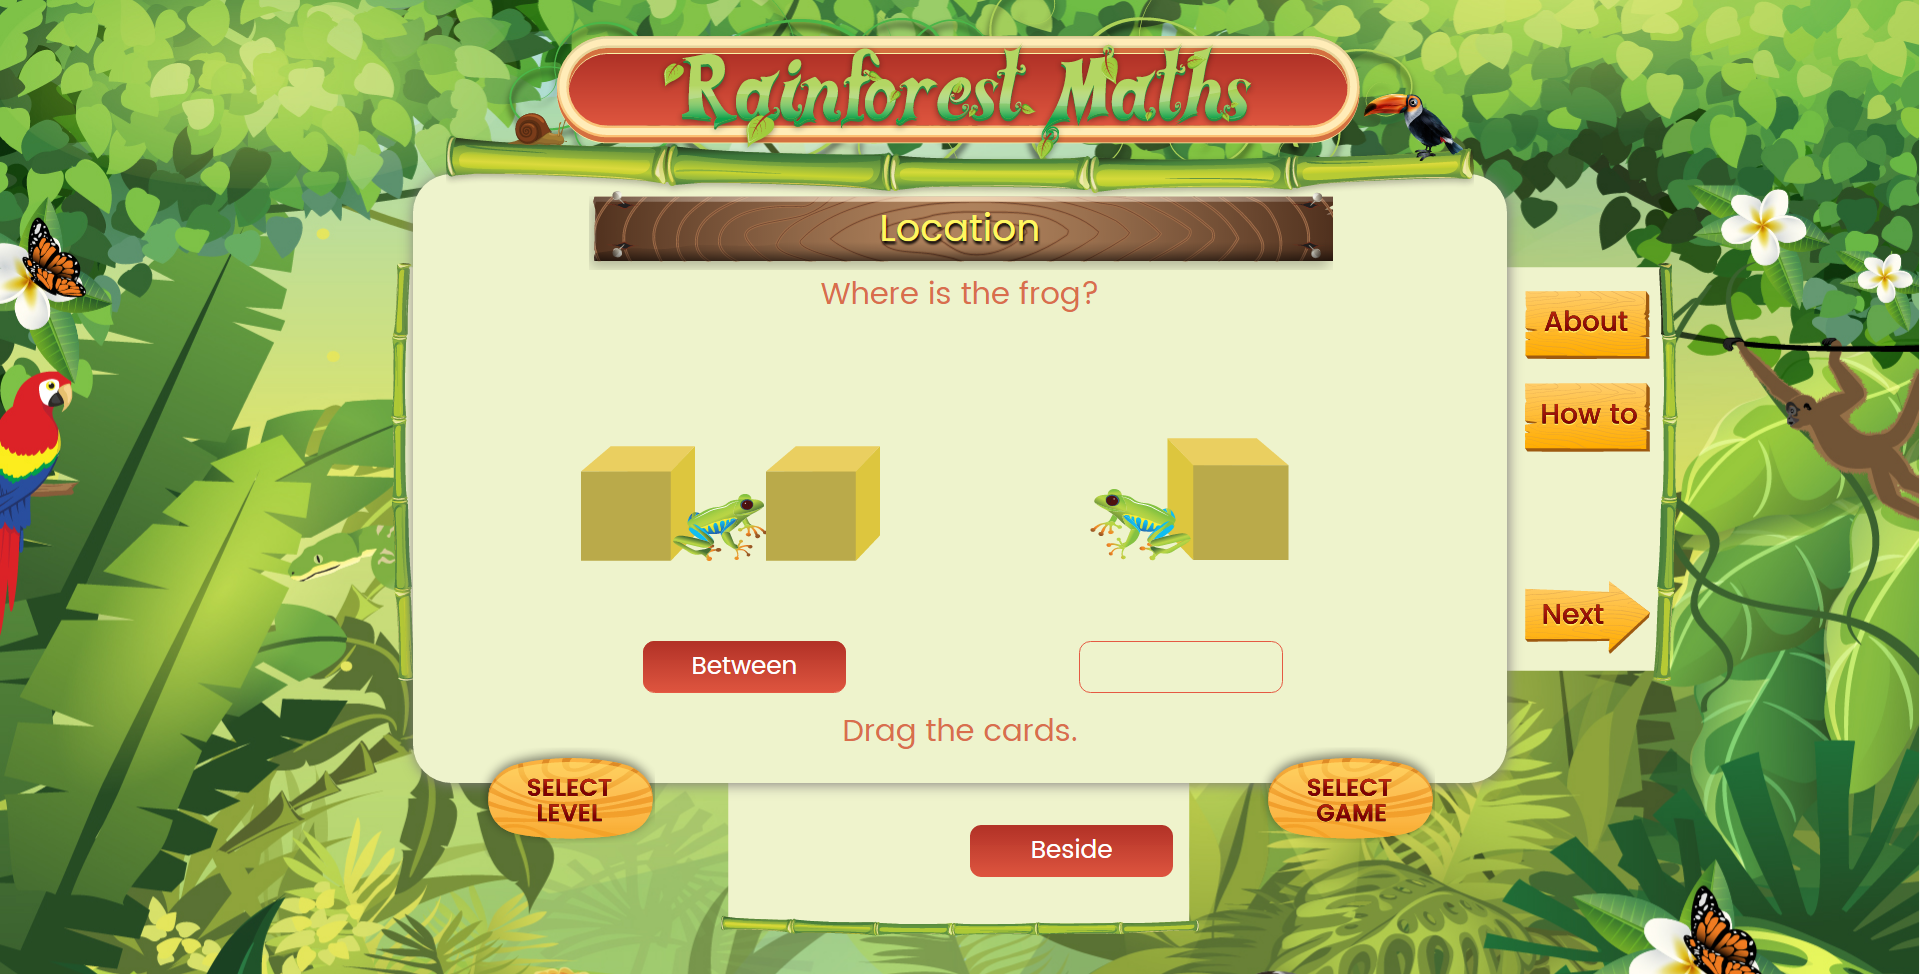 Rainforest Maths
Location
Where is the frog?
About
How to
Next
Between
Drag the cards.
SELECT
LEVEL
SELECT
GAME
Beside